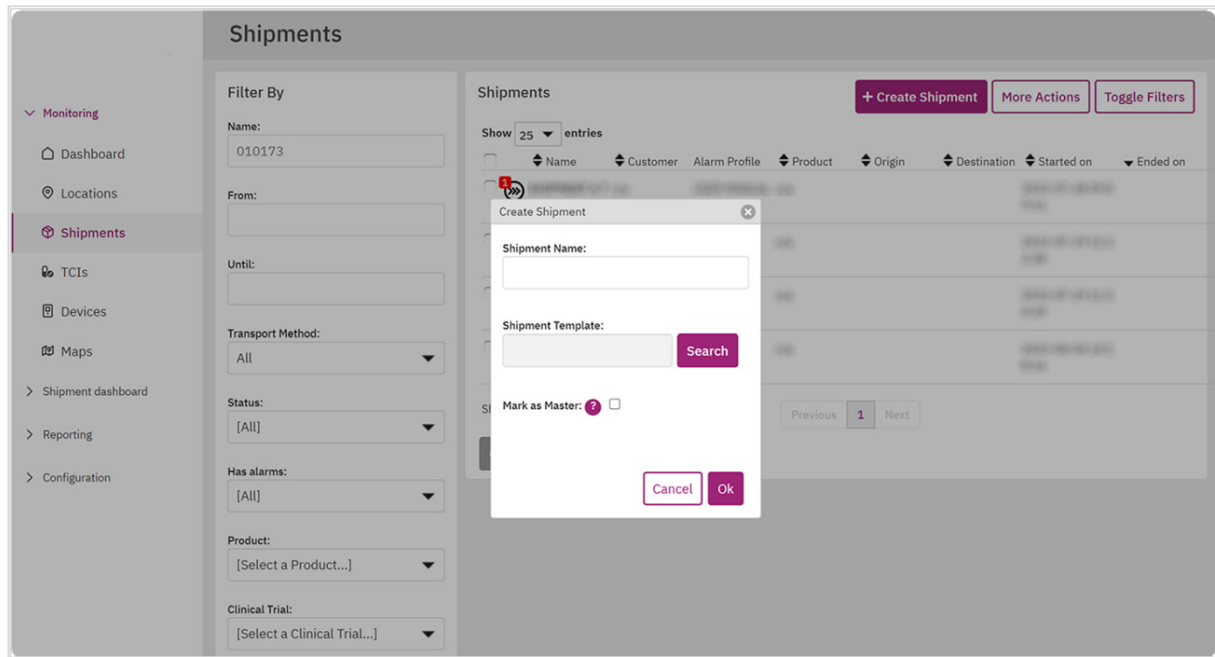 Shipments
Monitoring
Dashboard
Locations
Shipments
TCIs
Devices
Maps
Shipment dashboard
Reporting
Configuration
Filter By
Name:
010173
From:
Until:
Transport Method:
All
Status:
[All]
Has alarms:
[All]
Product:
[Select a Product...]
Clinical Trial:
[Select a Clinical Trial...]
Shipments
+ Create Shipment More Actions Toggle Filters
Show 25 entries
Name Customer Alarm Profile Product Origin Destination Started on Ended on
1
Create Shipment
Shipment Name:
Shipment Template:
Search
Mark as Master: ?
Cancel Ok
Previous 1 Next